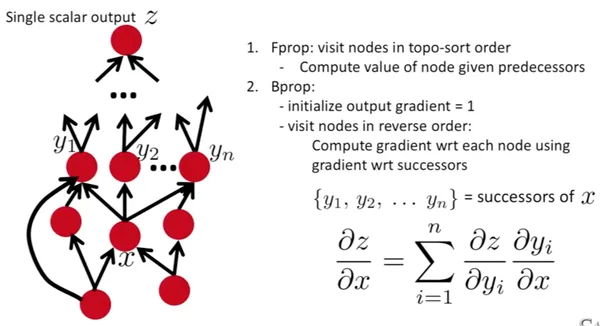 Single scalar output z
...
y1 y2 ... yn
x
1. Fprop: visit nodes in topo-sort order
- Compute value of node given predecessors
2. Bprop:
- initialize output gradient = 1
- visit nodes in reverse order:
Compute gradient wrt each node using
gradient wrt successors
{y1, y2, ... yn} = successors of x
∂z/∂x = ∑_{i=1}^{n} ∂z/∂yi ∂yi/∂x